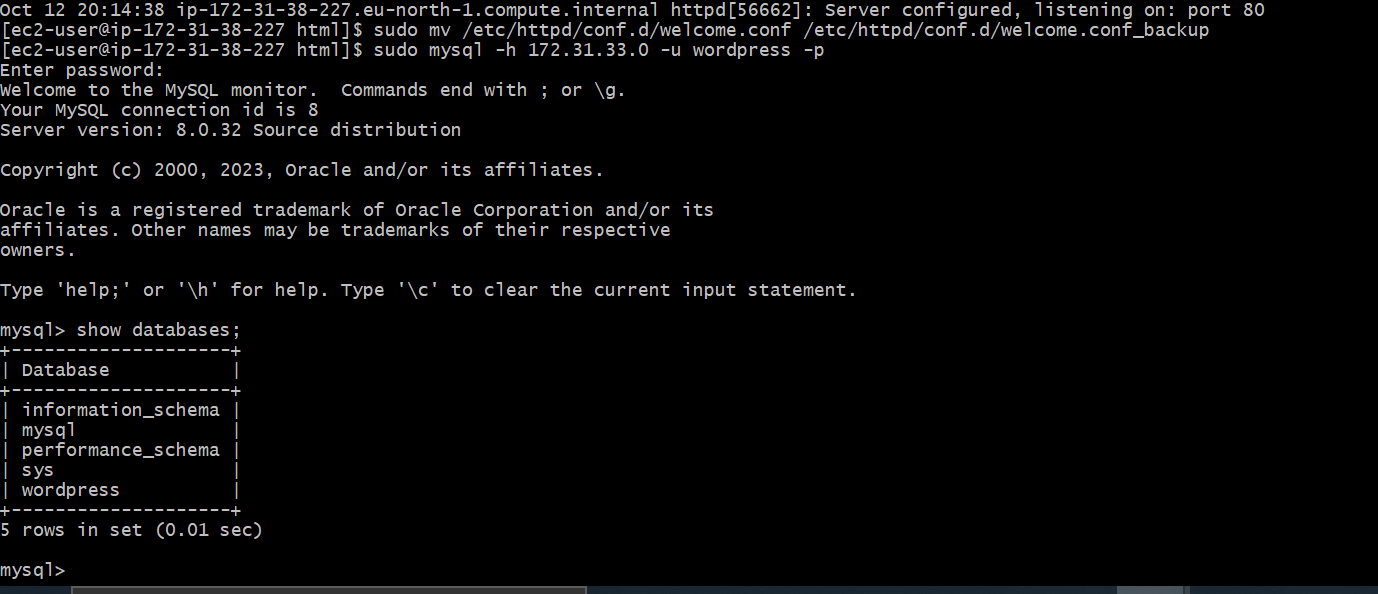 Oct 12 20:14:38 ip-172-31-38-227.eu-north-1.compute.internal httpd[56662]: Server configured, listening on: port 80
[ec2-user@ip-172-31-38-227 html]$ sudo mv /etc/httpd/conf.d/welcome.conf /etc/httpd/conf.d/welcome.conf_backup
[ec2-user@ip-172-31-38-227 html]$ sudo mysql -h 172.31.33.0 -u wordpress -p
Enter password:
Welcome to the MySQL monitor.  Commands end with ; or \g.
Your MySQL connection id is 8
Server version: 8.0.32 Source distribution

Copyright (c) 2000, 2023, Oracle and/or its affiliates.

Oracle is a registered trademark of Oracle Corporation and/or its
affiliates. Other names may be trademarks of their respective
owners.

Type 'help;' or '\h' for help. Type '\c' to clear the current input statement.

mysql> show databases;
+--------------------+
| Database           |
+--------------------+
| information_schema |
| mysql              |
| performance_schema |
| sys                |
| wordpress          |
+--------------------+
5 rows in set (0.01 sec)

mysql>